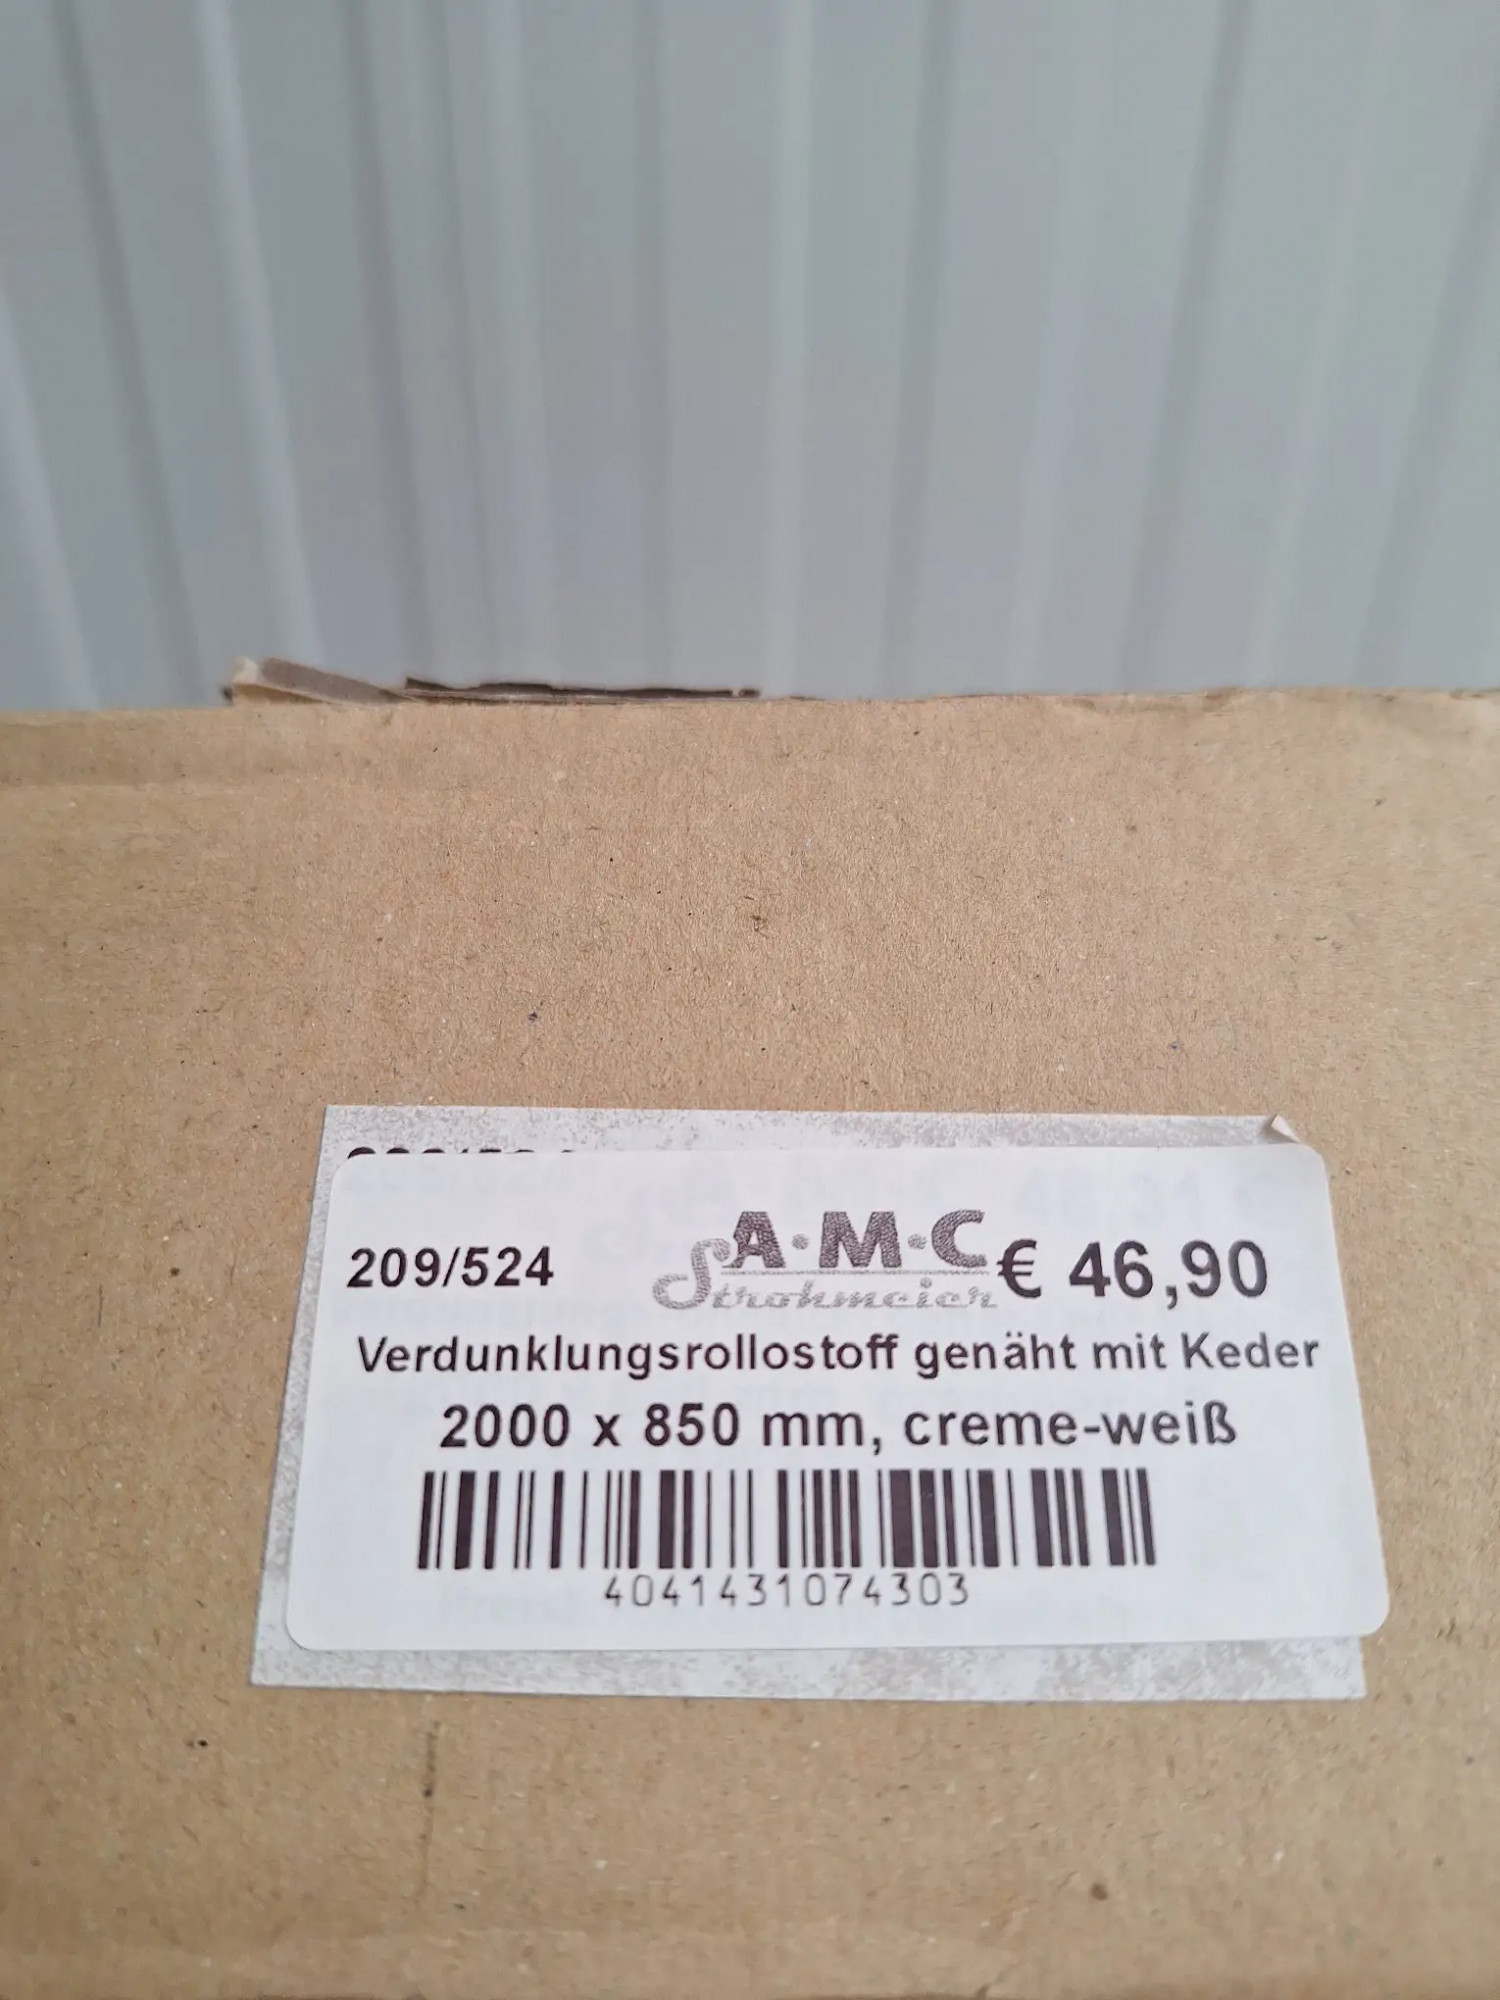 209/524
A·M·C
Strohmeier
€ 46,90
Verdunklungsrollostoff genäht mit Keder
2000 x 850 mm, creme-weiß
4041431074303